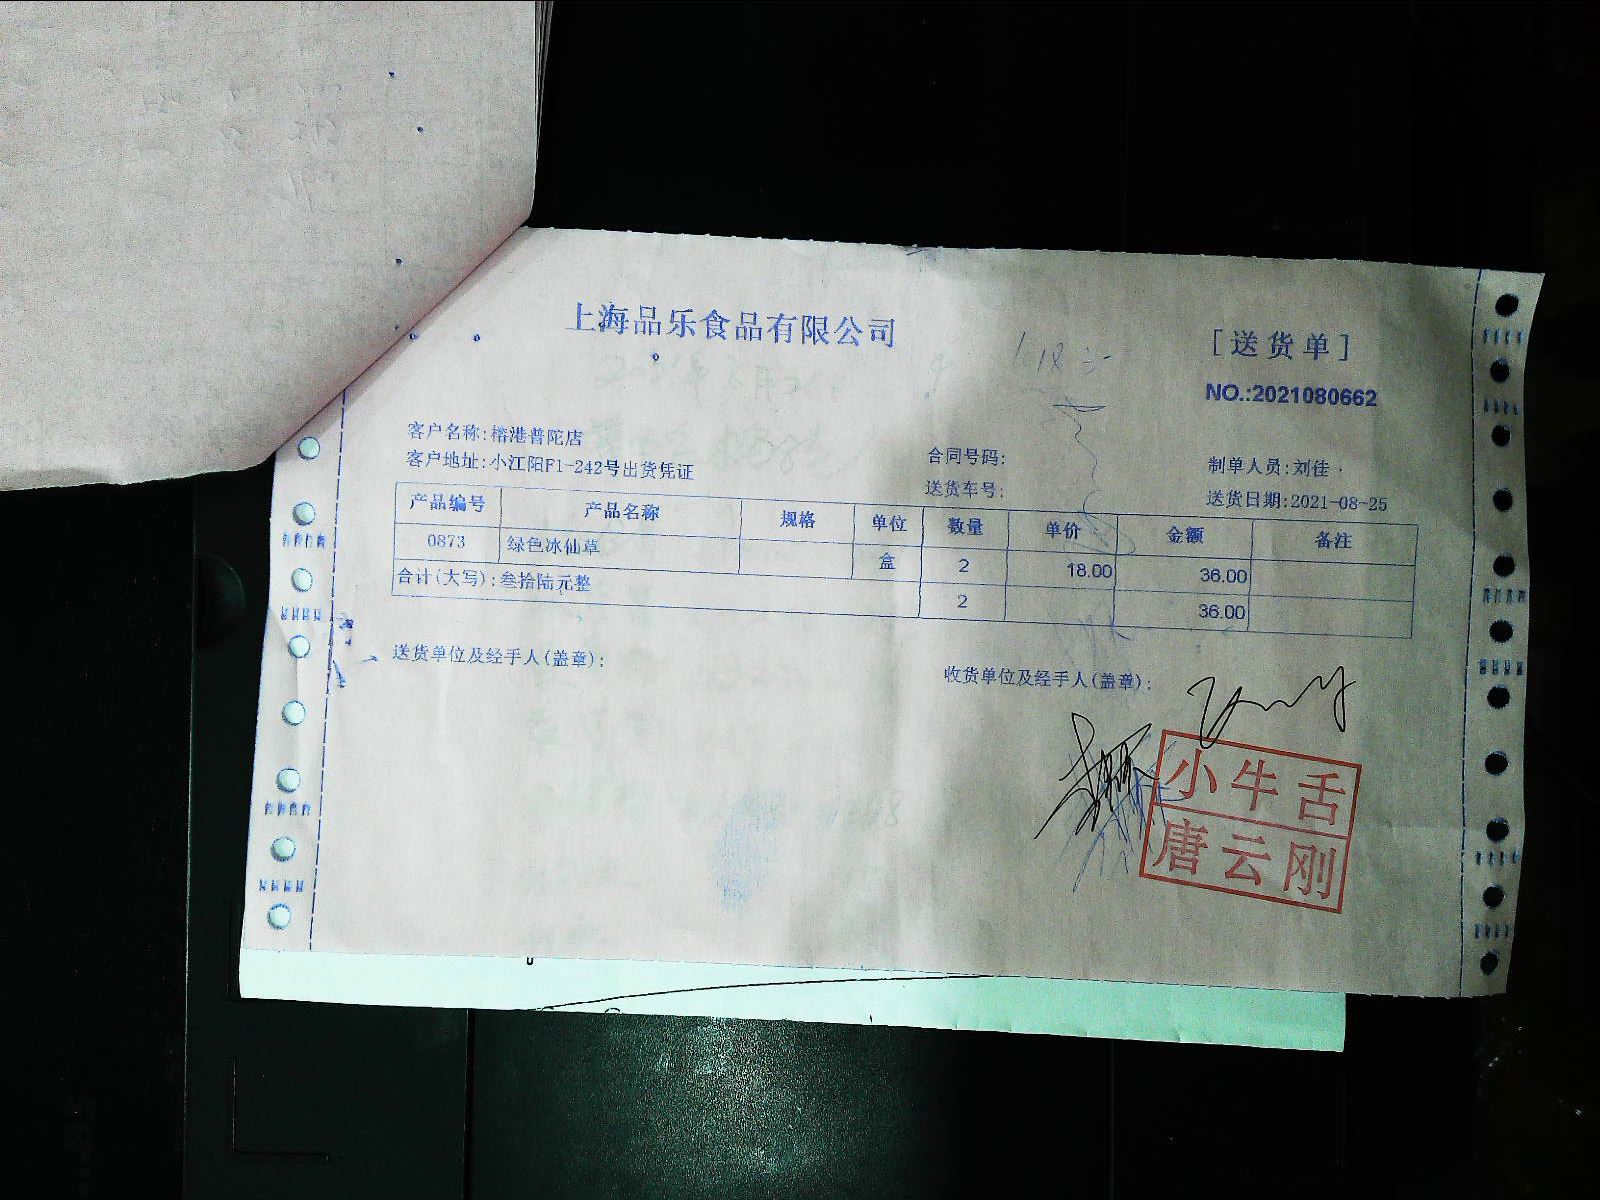 上海品乐食品有限公司
[送货单]
NO.:2021080662
客户名称:榕港普陀店
客户地址:小江阳F1-242号出货凭证
合同号码:
送货车号:
制单人员:刘佳
送货日期:2021-08-25
产品编号 产品名称 规格 单位 数量 单价 金额 备注
0873 绿色冰仙草 盒 2 18.00 36.00
合计(大写):叁拾陆元整 2 36.00
送货单位及经手人(盖章):
收货单位及经手人(盖章):
小牛舌
唐云刚